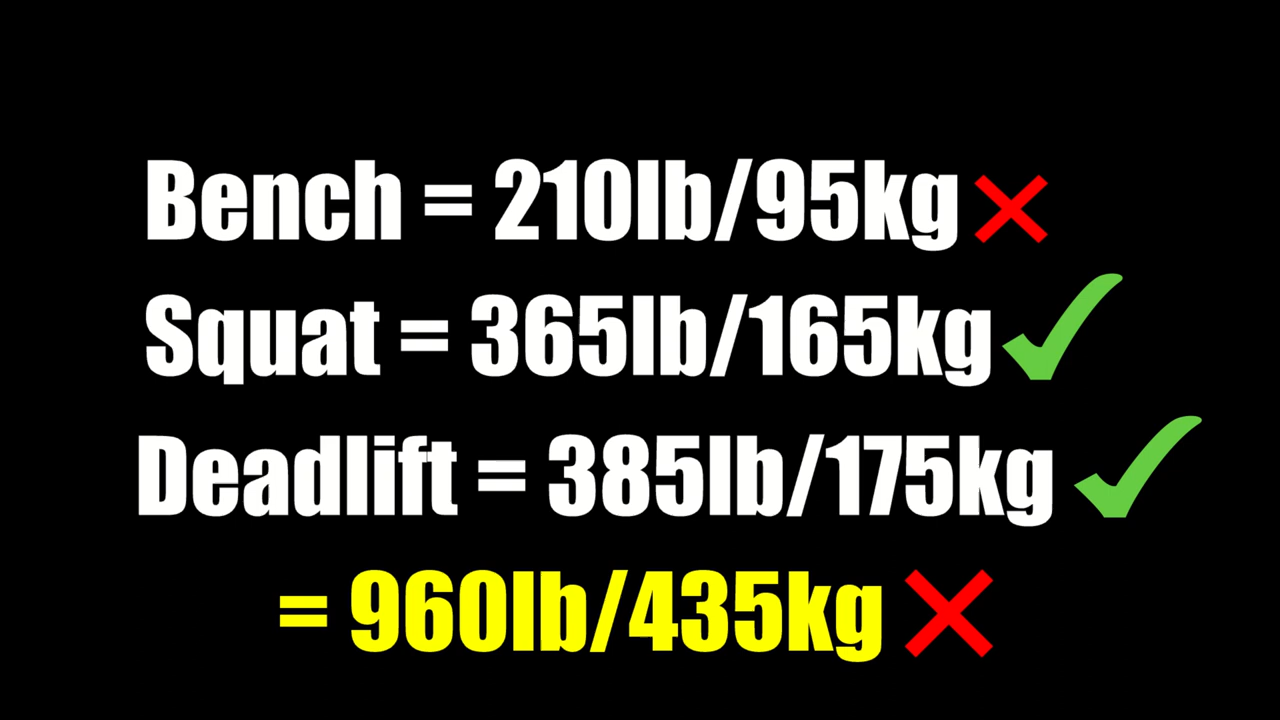 Bench = 210lb/95kg
Squat = 365lb/165kg
Deadlift = 385lb/175kg
= 960lb/435kg